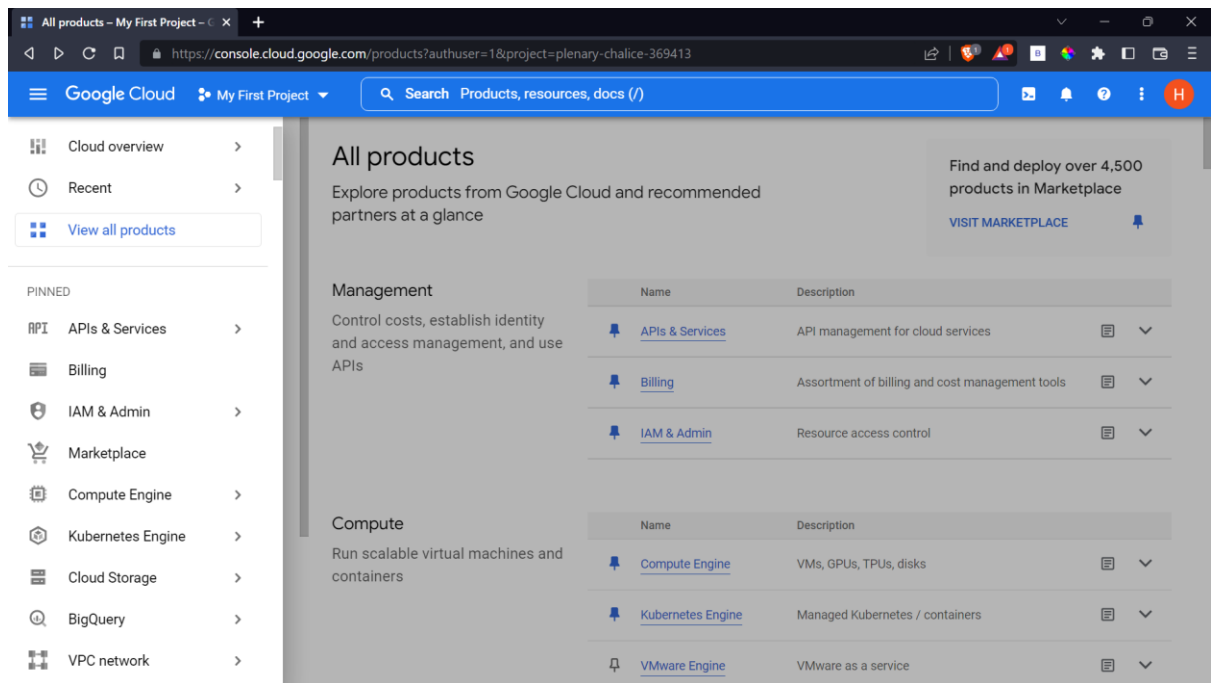 All products – My First Project – G
https://console.cloud.google.com/products?authuser=1&project=plenary-chalice-369413
B
Google Cloud
My First Project
Search Products, resources, docs (/)
H
Cloud overview
Recent
View all products
PINNED
API APIs & Services
Billing
IAM & Admin
Marketplace
Compute Engine
Kubernetes Engine
Cloud Storage
BigQuery
VPC network
All products
Explore products from Google Cloud and recommended
partners at a glance
Find and deploy over 4,500
products in Marketplace
VISIT MARKETPLACE
Management
Control costs, establish identity
and access management, and use
APIs
Name Description
APIs & Services API management for cloud services
Billing Assortment of billing and cost management tools
IAM & Admin Resource access control
Compute
Run scalable virtual machines and
containers
Name Description
Compute Engine VMs, GPUs, TPUs, disks
Kubernetes Engine Managed Kubernetes / containers
VMware Engine VMware as a service